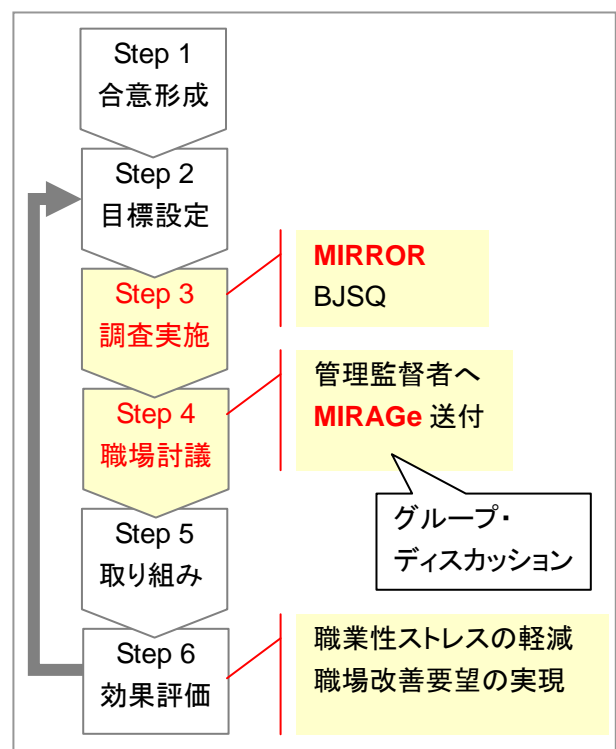 Step 1
合意形成
Step 2
目標設定
Step 3
調査実施
MIRROR
BJSQ
Step 4
職場討議
管理監督者へ
MIRAGe 送付
グループ・
ディスカッション
Step 5
取り組み
Step 6
効果評価
職業性ストレスの軽減
職場改善要望の実現